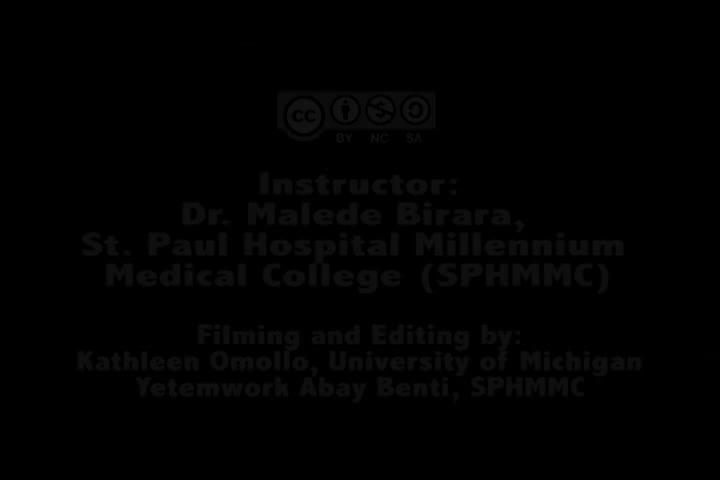 cc
BY NC SA
Instructor:
Dr. Malede Birara,
St. Paul Hospital Millennium
Medical College (SPHMMC)
Filming and Editing by:
Kathleen Omollo, University of Michigan
Yetemwork Abay Benti, SPHMMC